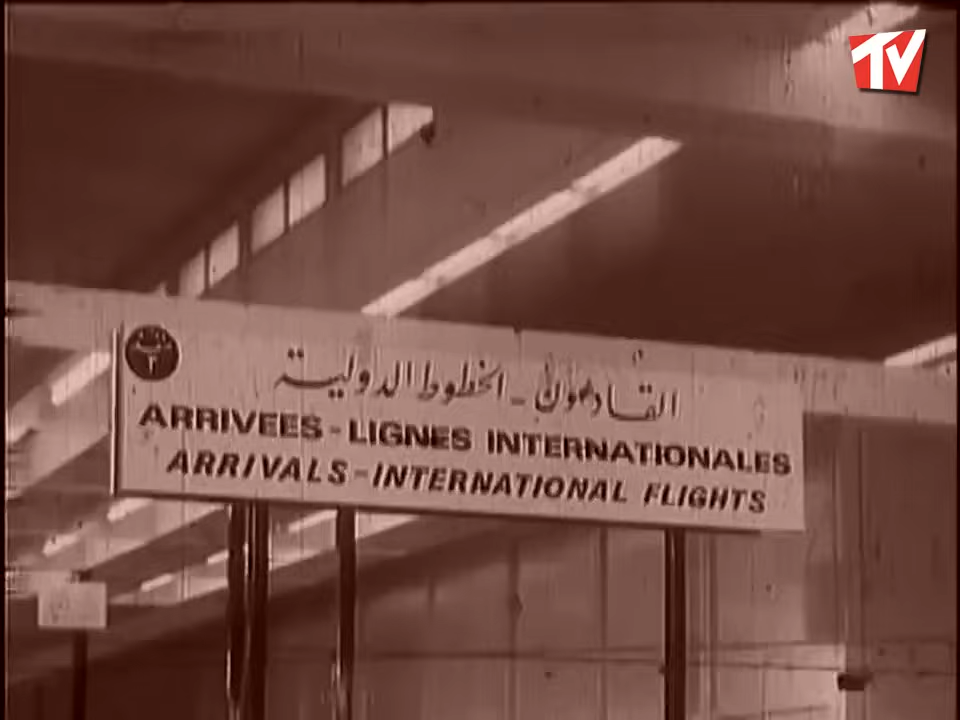 TV
القادمون - الخطوط الدولية
ARRIVEES - LIGNES INTERNATIONALES
ARRIVALS - INTERNATIONAL FLIGHTS